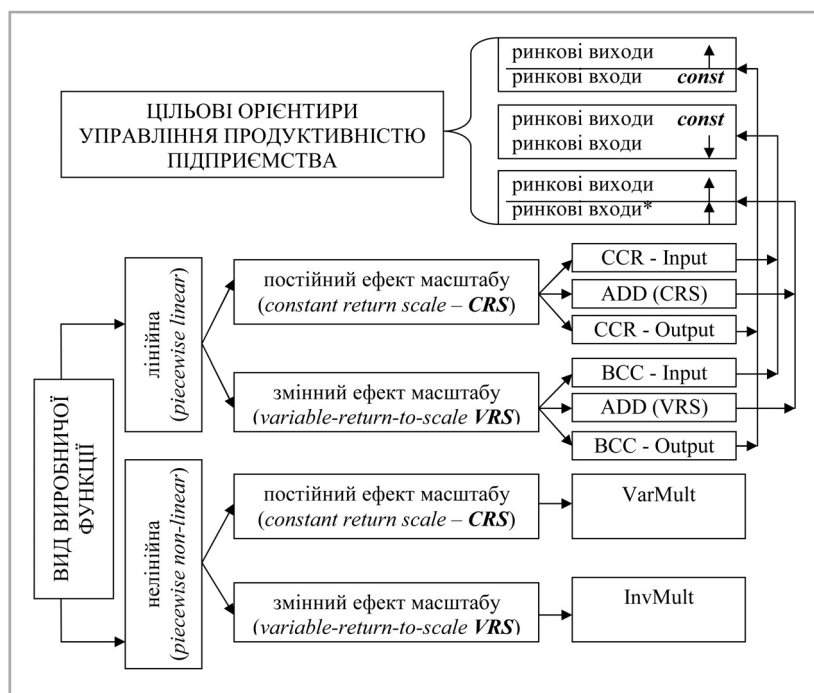 ринкові виходи
ринкові входи const
ЦІЛЬОВІ ОРІЄНТИРИ
УПРАВЛІННЯ ПРОДУКТИВНІСТЮ
ПІДПРИЄМСТВА
ринкові виходи const
ринкові входи
ринкові виходи
ринкові входи*
ВИД ВИРОБНИЧОЇ
ФУНКЦІЇ
лінійна
(piecewise linear)
постійний ефект масштабу
(constant return scale – CRS)
CCR - Input
ADD (CRS)
CCR - Output
змінний ефект масштабу
(variable-return-to-scale VRS)
BCC - Input
ADD (VRS)
BCC - Output
нелінійна
(piecewise non-linear)
постійний ефект масштабу
(constant return scale – CRS)
VarMult
змінний ефект масштабу
(variable-return-to-scale VRS)
InvMult